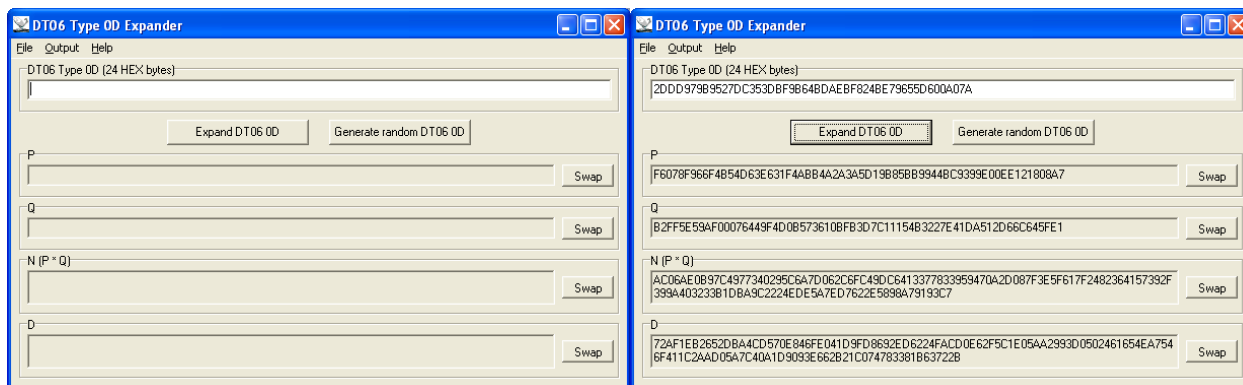 DT06 Type 0D Expander
File Output Help
DT06 Type 0D (24 HEX bytes)
Expand DT06 0D
Generate random DT06 0D
P
Swap
Q
Swap
N (P * Q)
Swap
D
Swap
DT06 Type 0D Expander
File Output Help
DT06 Type 0D (24 HEX bytes)
2DDD979B9527DC353DBF9B64BDAEBF824BE79655D600A07A
Expand DT06 0D
Generate random DT06 0D
P
F6078F966F4B54D63E631F4ABB4A2A3A5D19B85BB9944BC9399E00EE121808A7
Swap
Q
B2FF5E59AF00076449F4D0B573610BFB3D7C11154B3227E41DA512D66C645FE1
Swap
N (P * Q)
AC06AE0B97C4977340295C6A7D062C6FC49DC6413377833959470A2D087F3E5F617F2482364157392F
399A403233B1DBA9C2224EDE5A7ED7622E5898A79193C7
Swap
D
72AF1EB2652DBA4CD570E846FE041D9FD8692ED6224FACD0E62F5C1E05AA2993D0502461654EA754
6F411C2AAD05A7C40A1D9093E662B21C074783381B63722B
Swap